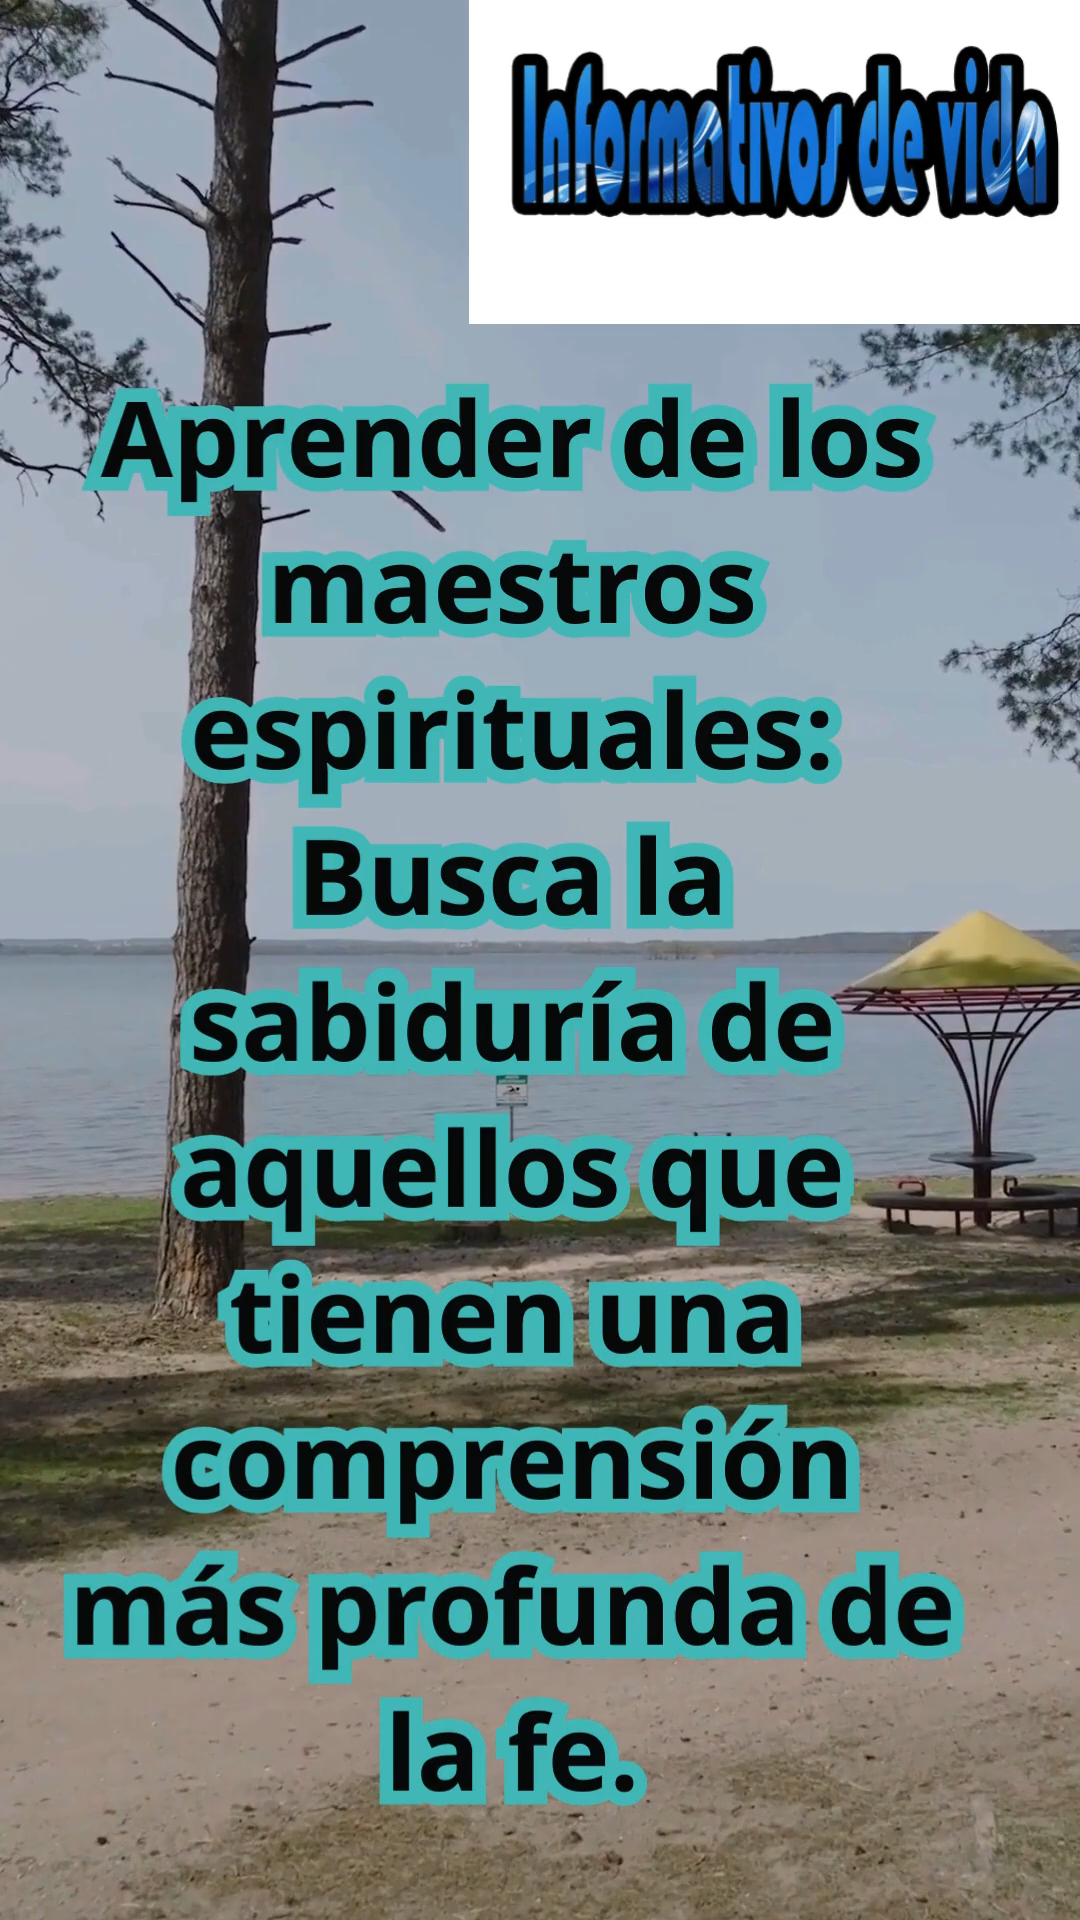 Informativos de vida
Aprender de los
maestros
espirituales:
Busca la
sabiduría de
aquellos que
tienen una
comprensión
más profunda de
la fe.